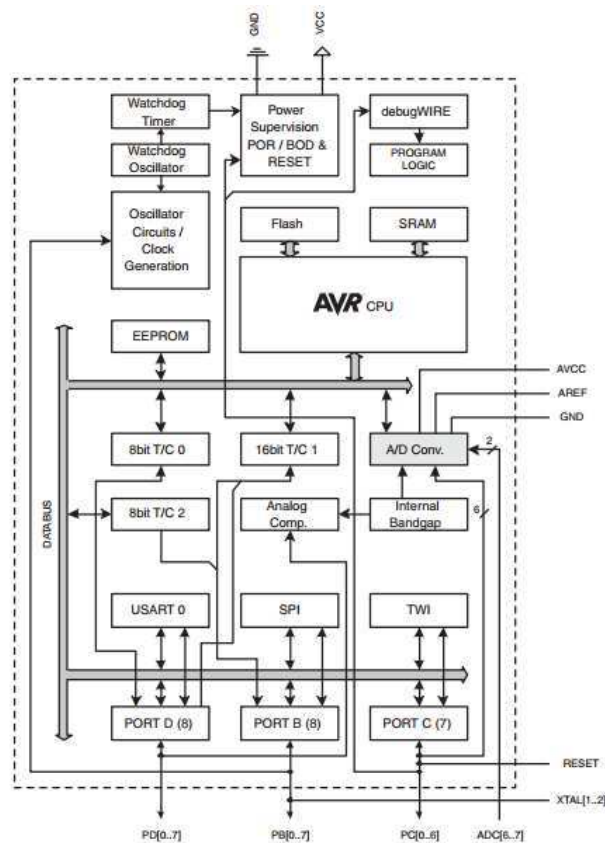 GND
VCC
Watchdog
Timer
Power
Supervision
POR / BOD &
RESET
debugWIRE
Watchdog
Oscillator
PROGRAM
LOGIC
Oscillator
Circuits /
Clock
Generation
Flash
SRAM
AVR CPU
EEPROM
AVCC
AREF
GND
8bit T/C 0
16bit T/C 1
A/D Conv.
2
8bit T/C 2
Analog
Comp.
Internal
Bandgap
6
DATABUS
USART 0
SPI
TWI
PORT D (8)
PORT B (8)
PORT C (7)
RESET
XTAL[1..2]
PD[0..7]
PB[0..7]
PC[0..6]
ADC[6..7]